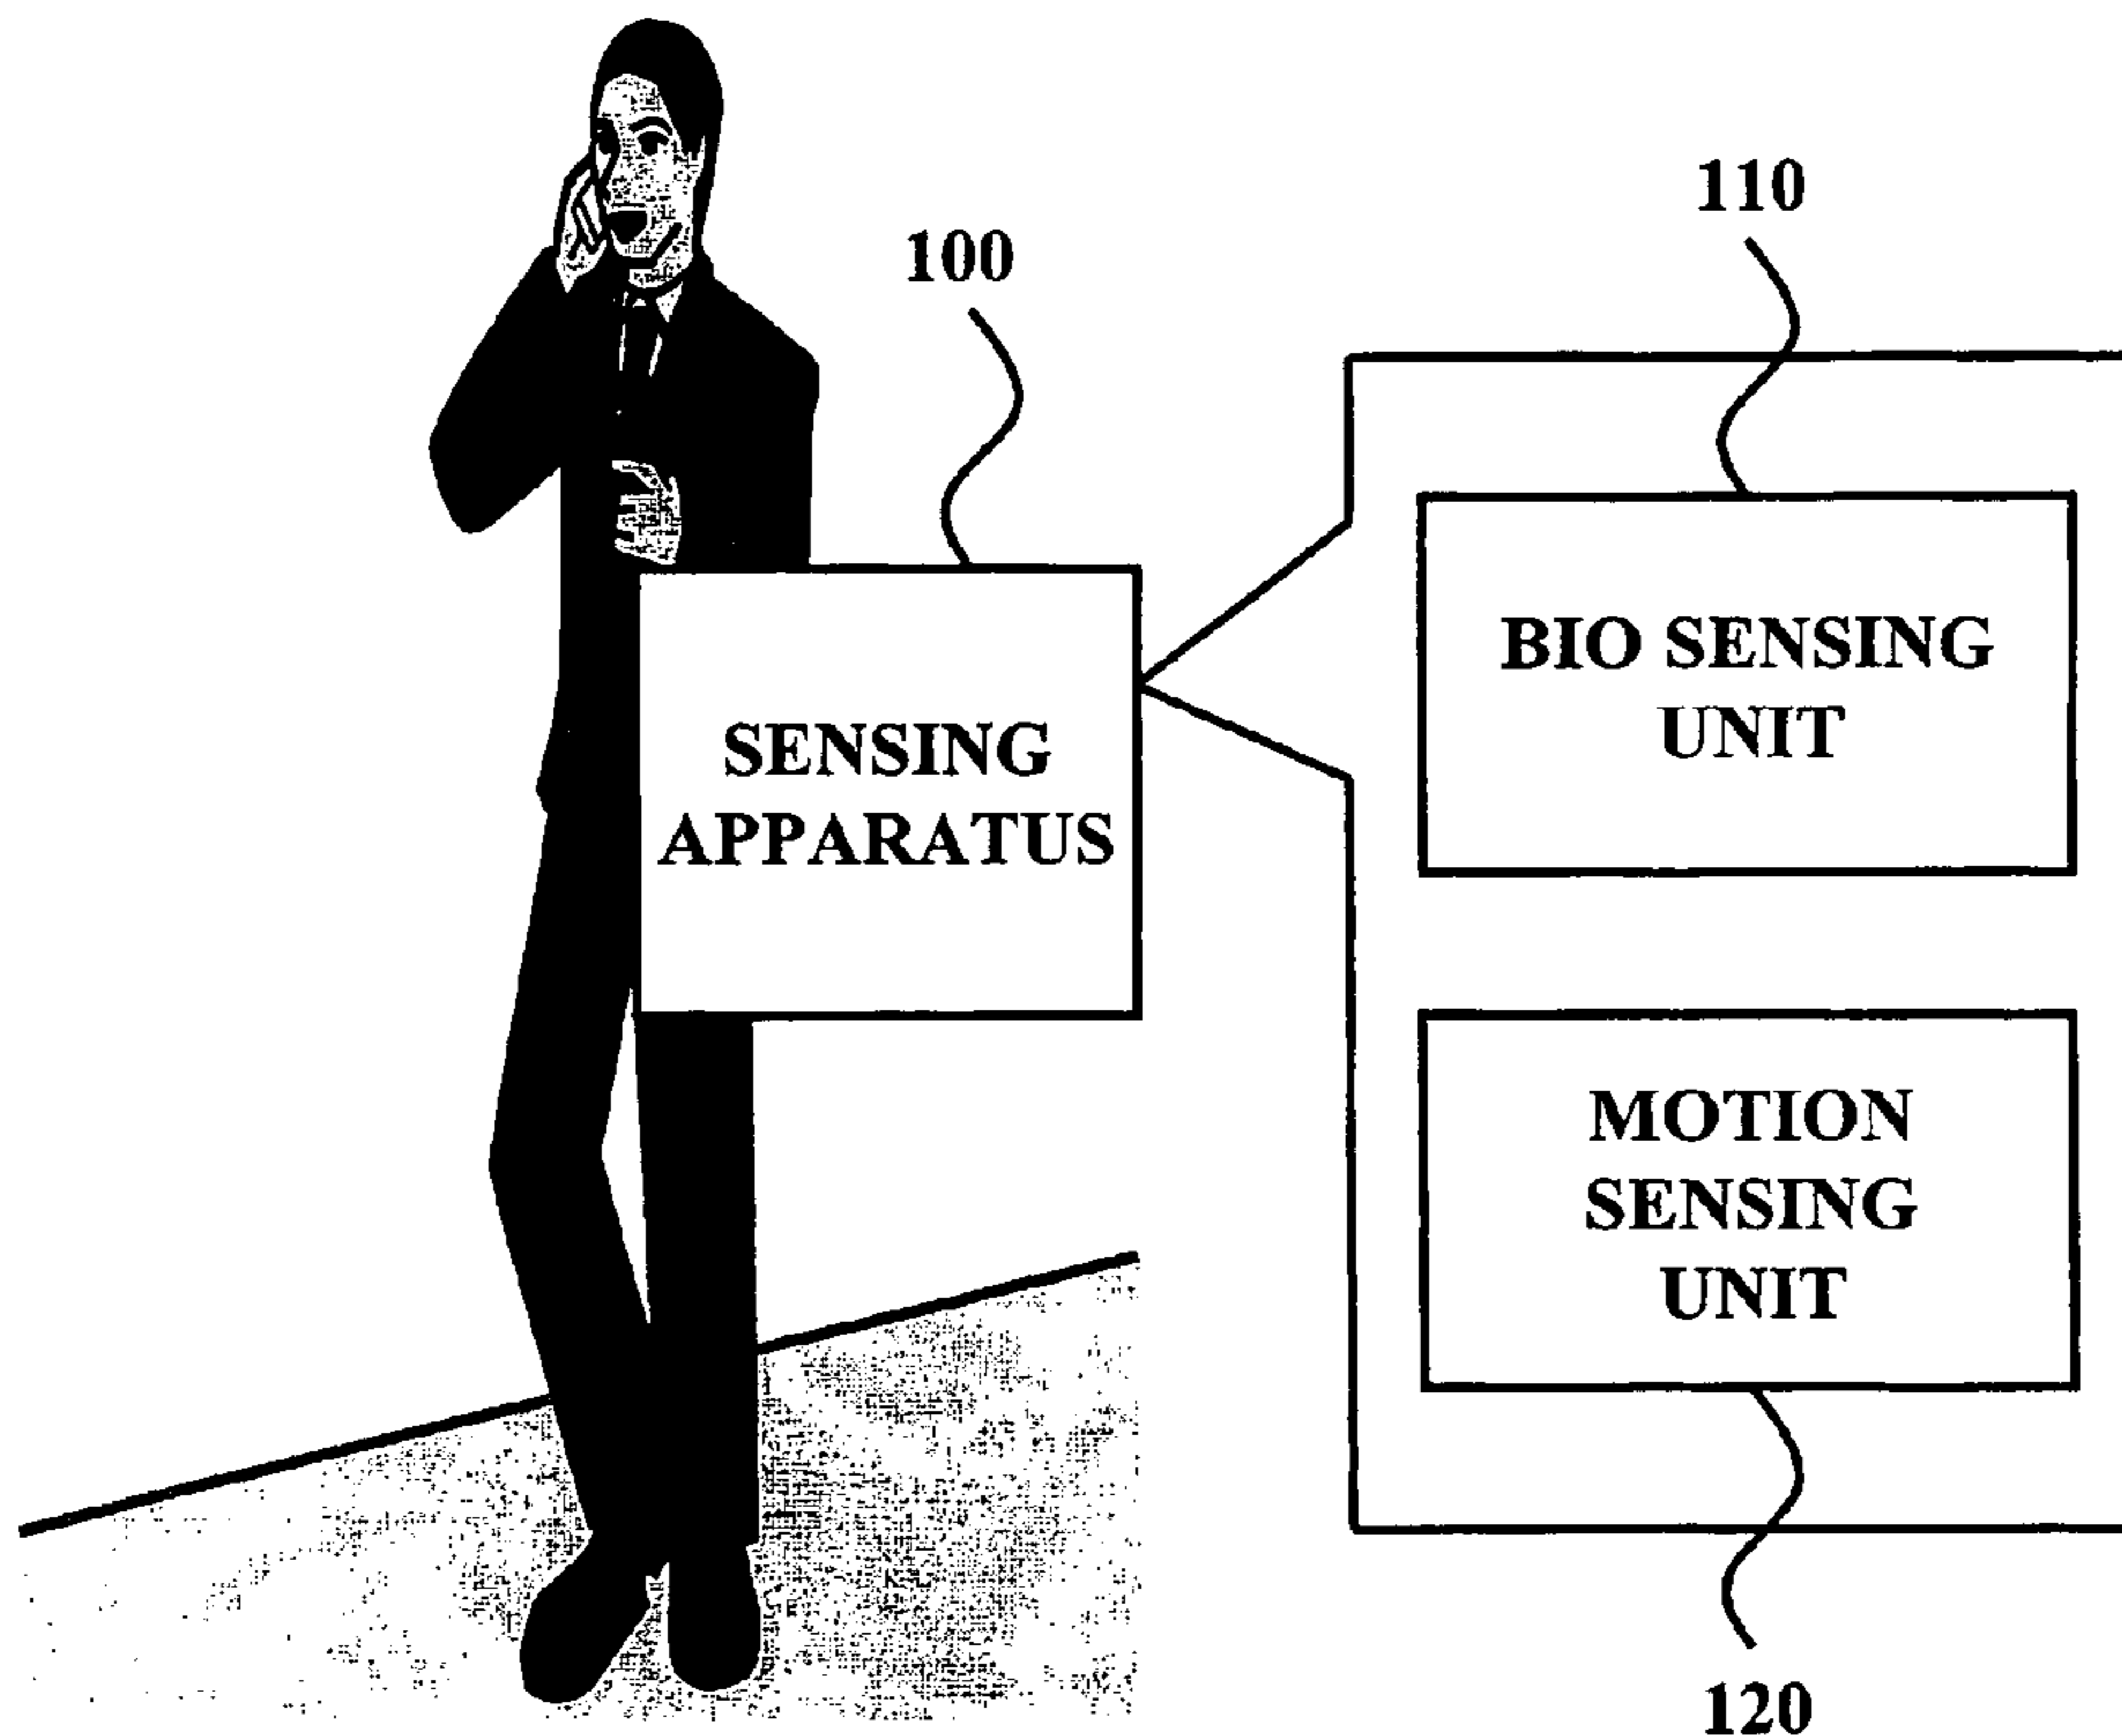 100
SENSING
APPARATUS
110
BIO SENSING
UNIT
MOTION
SENSING
UNIT
120